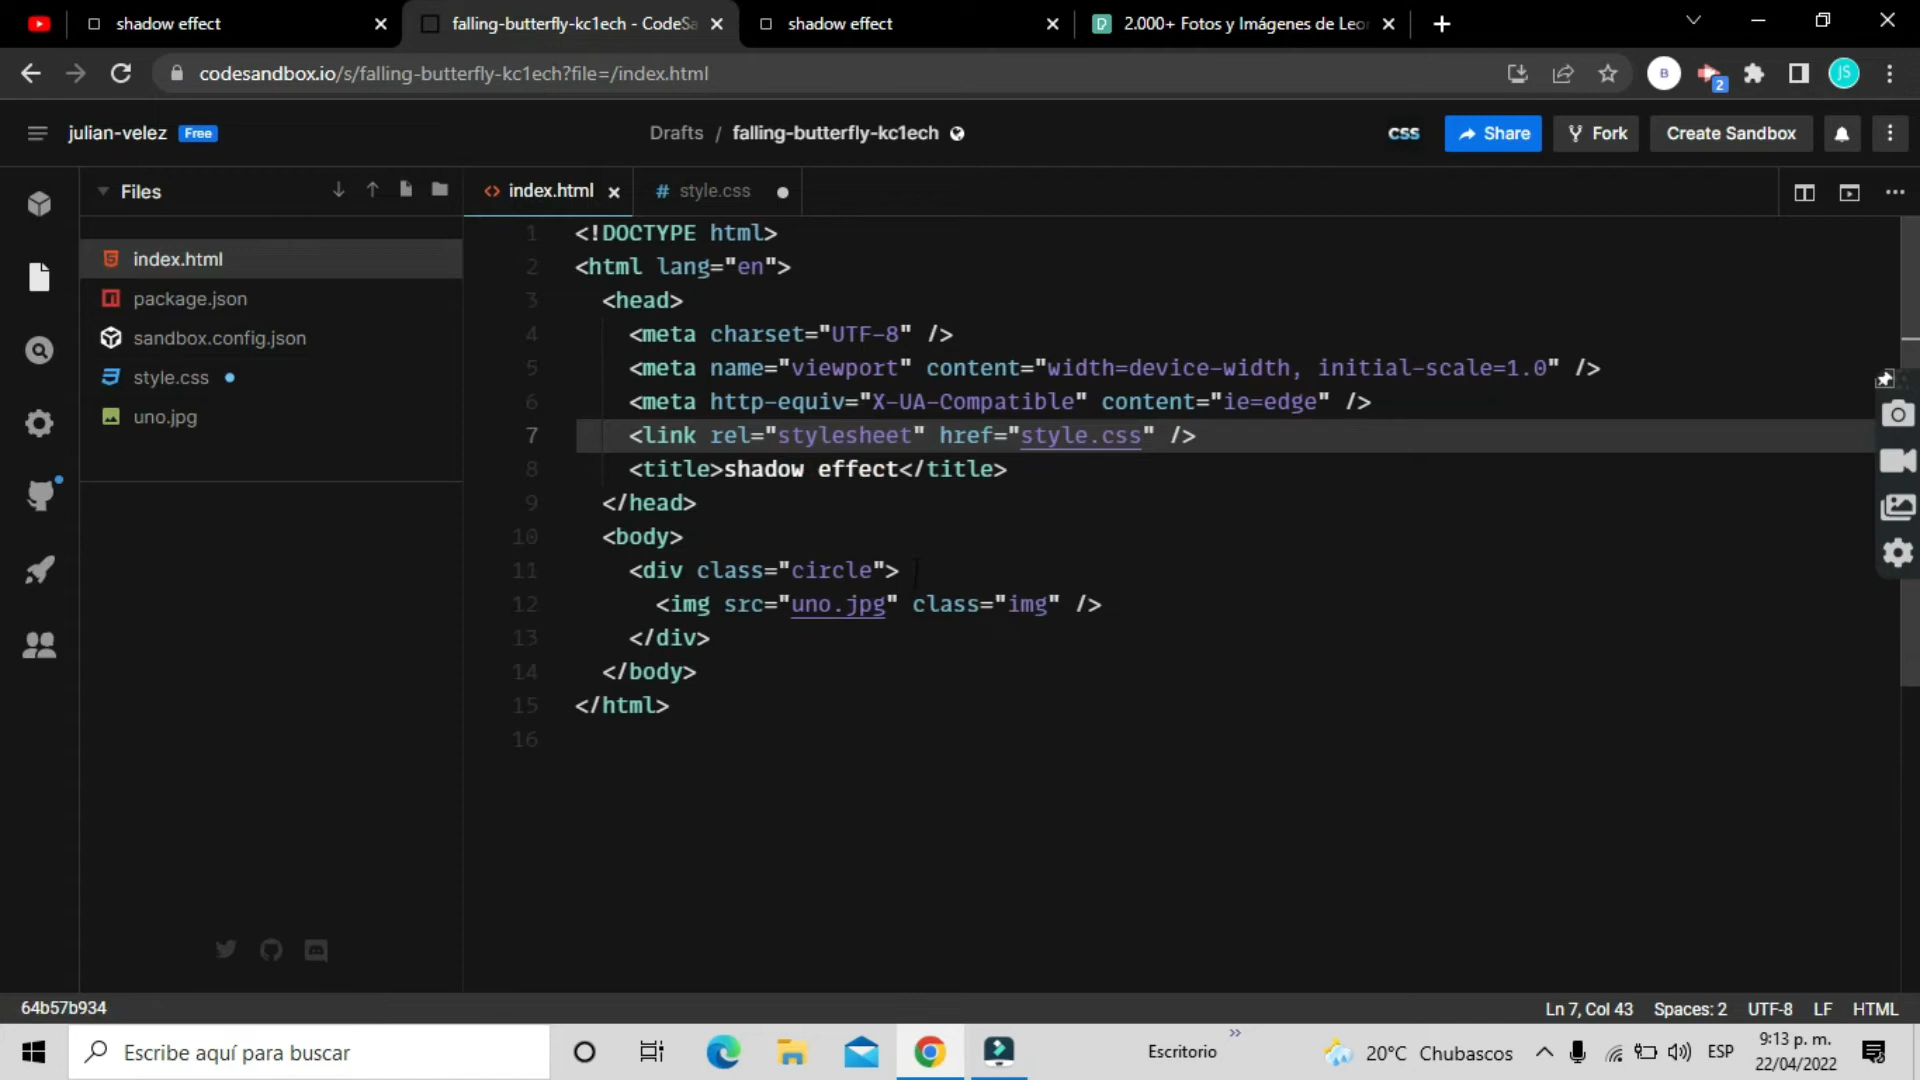 shadow effect
falling-butterfly-kc1ech - CodeSa
shadow effect
2.000+ Fotos y Imágenes de Leo
codesandbox.io/s/falling-butterfly-kc1ech?file=/index.html
B
2
JS
julian-velez Free
Drafts / falling-butterfly-kc1ech
css
Share
Fork
Create Sandbox
Files
index.html
package.json
sandbox.config.json
style.css
uno.jpg
<> index.html
# style.css
1 <!DOCTYPE html>
2 <html lang="en">
3 <head>
4 <meta charset="UTF-8" />
5 <meta name="viewport" content="width=device-width, initial-scale=1.0" />
6 <meta http-equiv="X-UA-Compatible" content="ie=edge" />
7 <link rel="stylesheet" href="style.css" />
8 <title>shadow effect</title>
9 </head>
10 <body>
11 <div class="circle">
12 <img src="uno.jpg" class="img" />
13 </div>
14 </body>
15 </html>
16
64b57b934
Ln 7, Col 43 Spaces: 2 UTF-8 LF HTML
Escribe aquí para buscar
Escritorio
20°C Chubascos
ESP
9:13 p. m.
22/04/2022